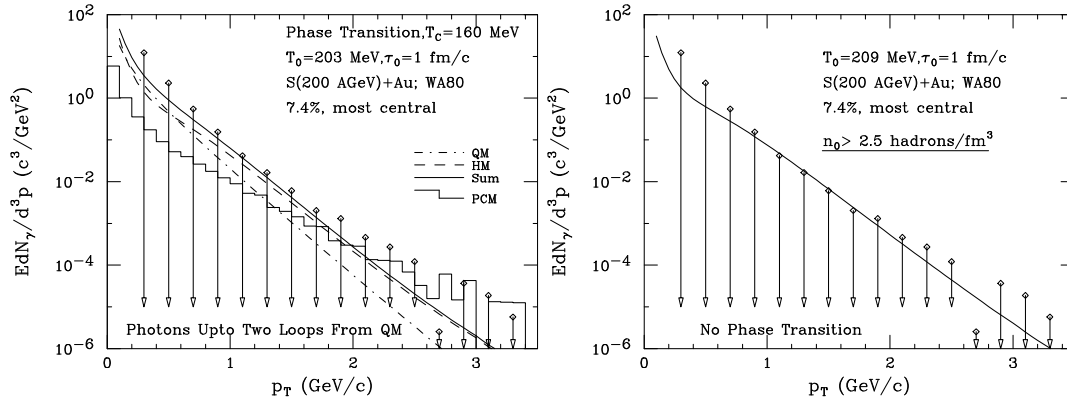 Phase Transition,T_C=160 MeV
T_0=203 MeV,τ_0=1 fm/c
S(200 AGeV)+Au; WA80
7.4%, most central
QM
HM
Sum
PCM
Photons Upto Two Loops From QM
10^2
10^0
10^−2
10^−4
10^−6
EdN_γ/d^3p (c^3/GeV^2)
0
1
2
3
p_T (GeV/c)
T_0=209 MeV,τ_0=1 fm/c
S(200 AGeV)+Au; WA80
7.4%, most central
n_0> 2.5 hadrons/fm^3
No Phase Transition
10^2
10^0
10^−2
10^−4
10^−6
EdN_γ/d^3p (c^3/GeV^2)
0
1
2
3
p_T (GeV/c)